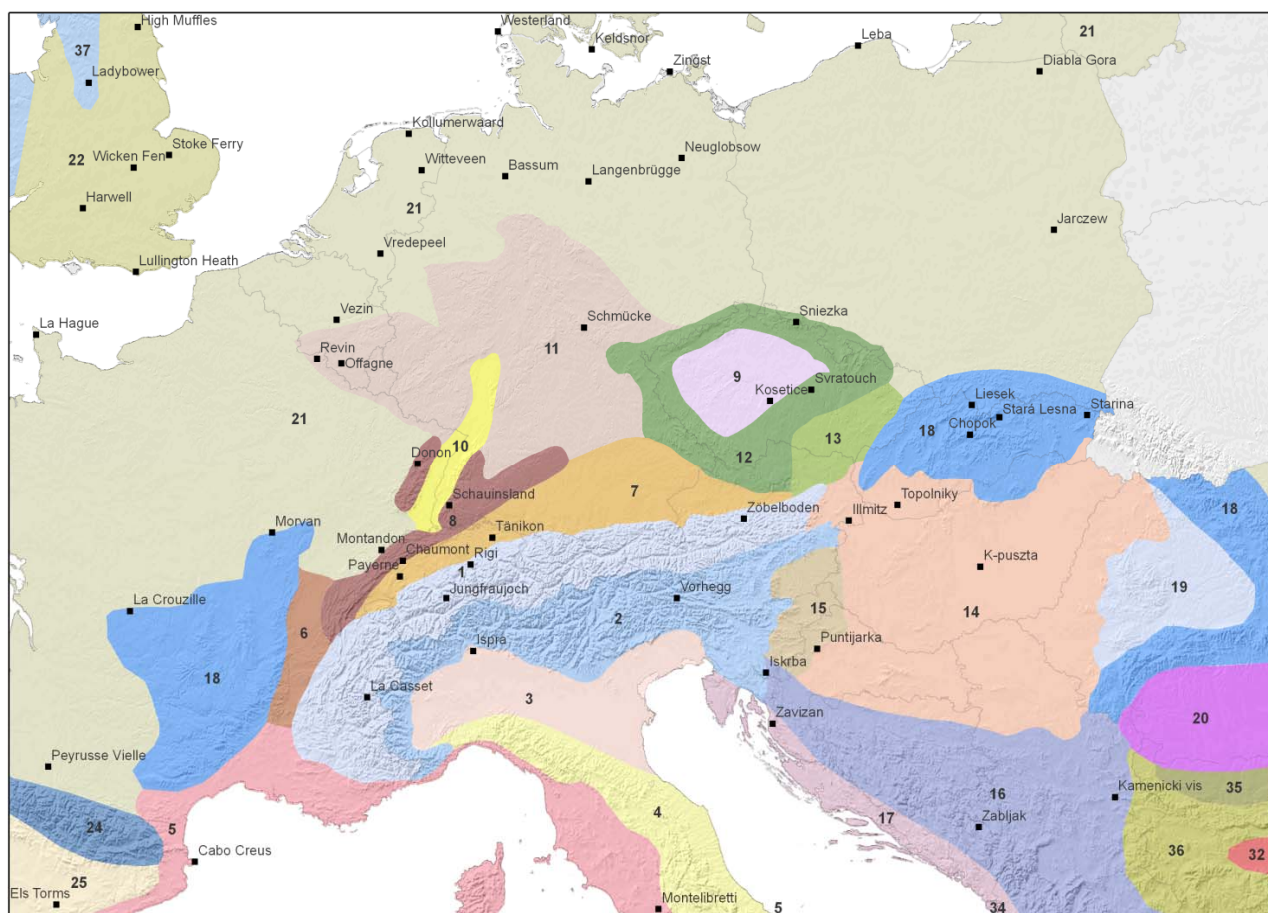 High Muffles
Westerland
Keldsnor
Leba
21
37
Ladybower
Zingst
Diabla Gora
Kollumerwaard
Stoke Ferry
22
Wicken Fen
Witteveen
Bassum
Neuglobsow
Langenbrügge
Harwell
21
Jarczew
Vredepeel
Lullington Heath
La Hague
Vezin
Schmücke
Sniezka
Revin
Offagne
11
9
Kosetice
Svratouch
Liesek
Stará Lesna
Starina
21
10
13
18
Chopok
Donon
12
7
Schauinsland
8
Topolniky
18
Zöbelboden
Illmitz
Morvan
Montandon
Tänikon
Chaumont
Payerne
Rigi
1
K-puszta
19
Jungfraujoch
Vorhegg
La Crouzille
2
15
14
6
Ispra
Puntijarka
18
Iskrba
La Casset
3
Zavizan
20
Peyrusse Vielle
16
Kamenicki vis
35
4
17
Zabljak
24
5
36
32
Cabo Creus
25
Els Torms
Montelibretti
5
34